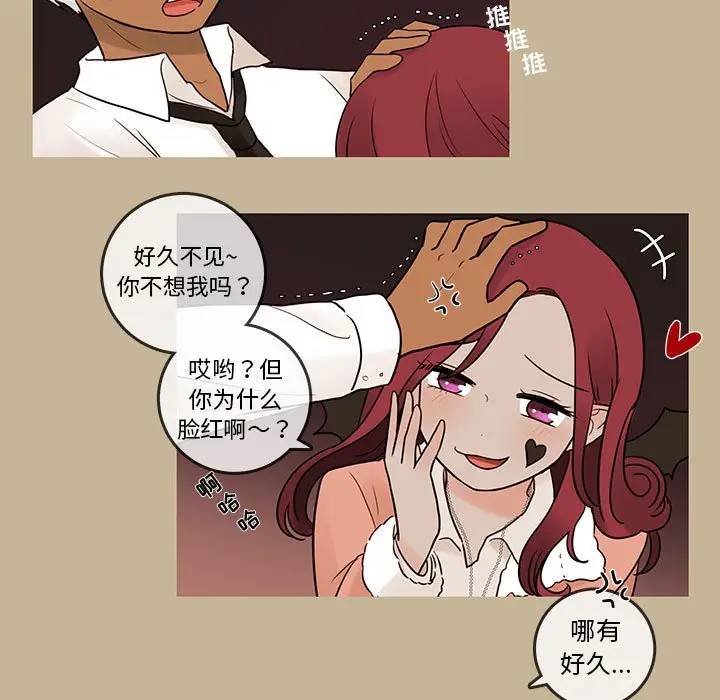 推
推
推
好久不见~
你不想我吗？
哎哟？但
你为什么
脸红啊～？
啊哈哈
哪有
好久...